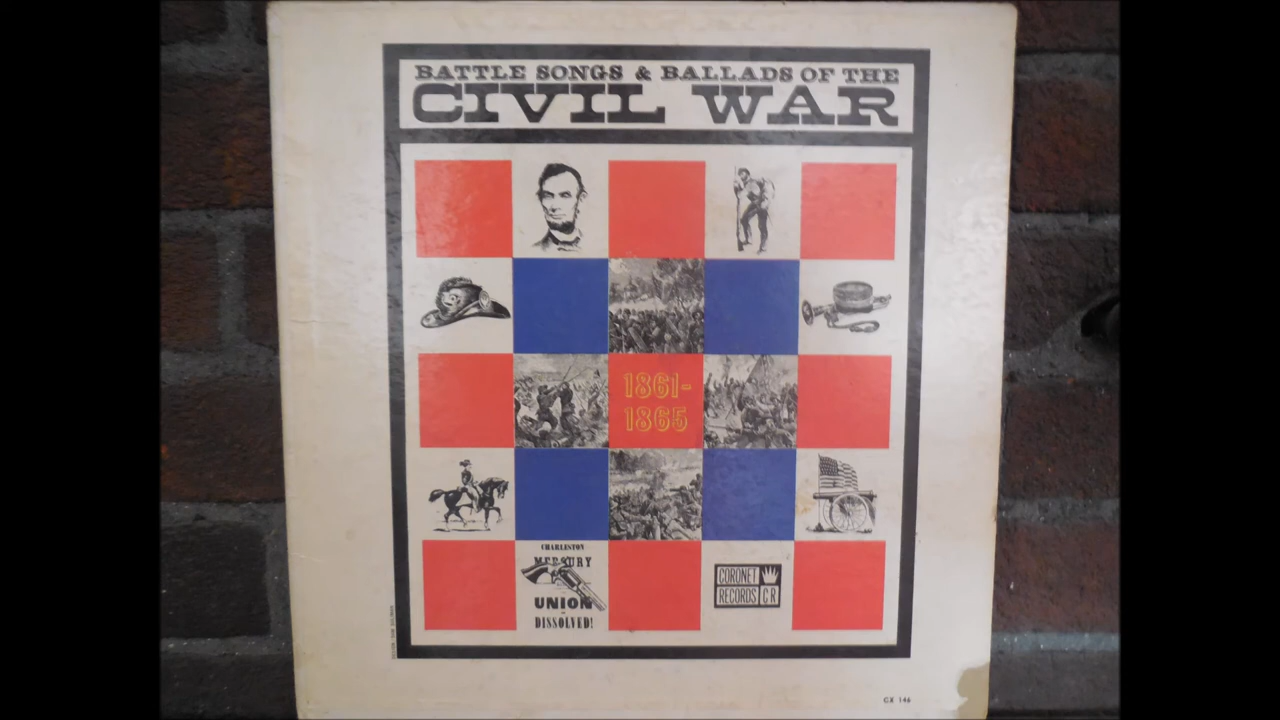 BATTLE SONGS & BALLADS OF THE
CIVIL WAR
1861-
1865
CHARLESTON
MERCURY
UNION
DISSOLVED!
CORONET
RECORDS CR
CX 146